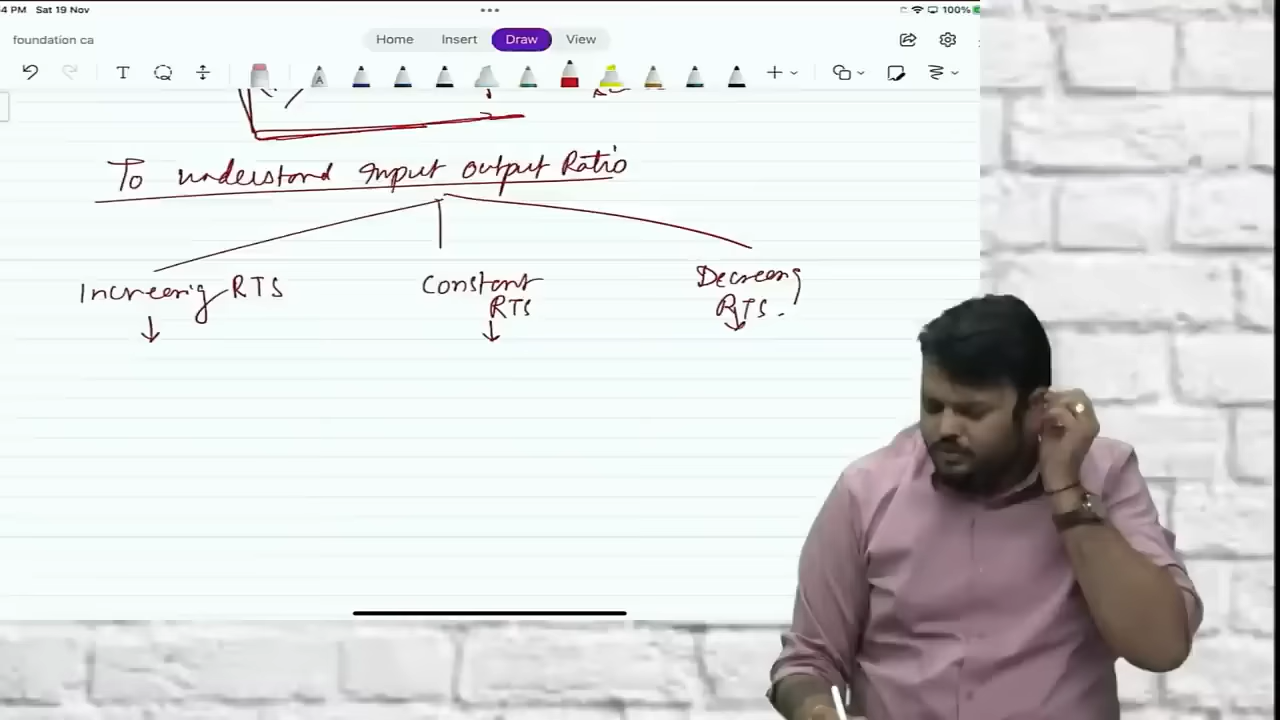 4 PM Sat 19 Nov
100%
foundation ca
Home Insert Draw View
T
A
To understand Input output Ratio
Increasing RTS
Constant
RTS
Decreeng
RTS.